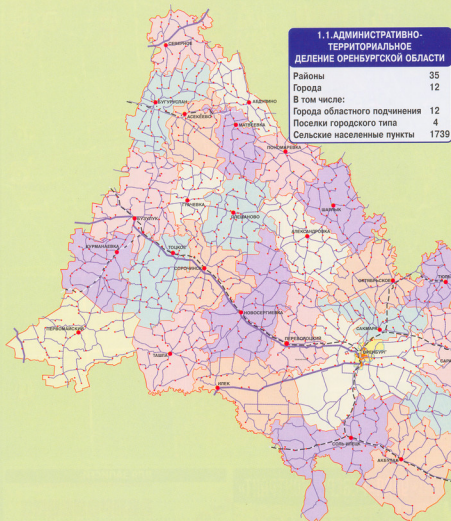 1.1.АДМИНИСТРАТИВНО-
ТЕРРИТОРИАЛЬНОЕ
ДЕЛЕНИЕ ОРЕНБУРГСКОЙ ОБЛАСТИ
Районы 35
Города 12
В том числе:
Города областного подчинения 12
Поселки городского типа 4
Сельские населенные пункты 1739
СЕВЕРНОЕ
БУГУРУСЛАН
АБДУЛИНО
АСЕКЕЕВО
МАТВЕЕВКА
ПОНОМАРЕВКА
ГРАЧЕВКА
ШАРЛЫК
БУЗУЛУК
АЛЕКСАНДРОВКА
КУРМАНАЕВКА
ТОЦКОЕ
СОРОЧИНСК
ОКТЯБРЬСКОЕ
НОВОСЕРГИЕВКА
ПЕРВОМАЙСКИЙ
САКМАРА
ПЕРЕВОЛОЦКИЙ
ОРЕНБУРГ
ТАШЛА
ИЛЕК
СОЛЬ-ИЛЕЦК
АКБУЛАК